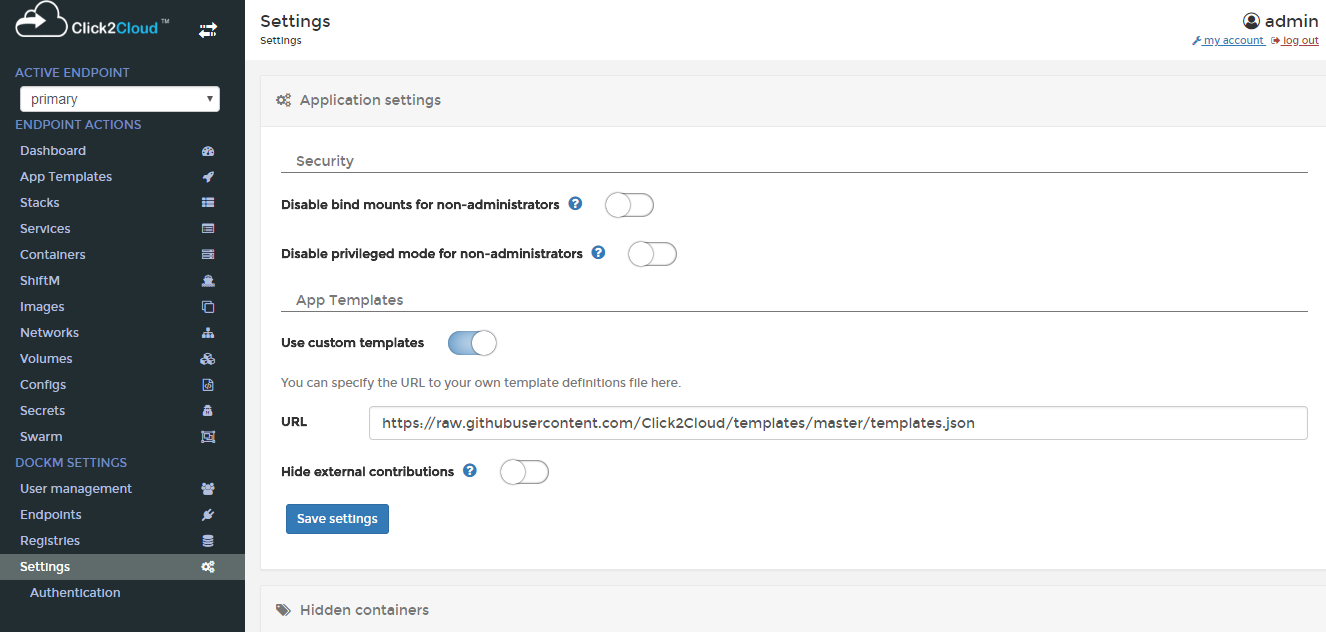 Click2Cloud™
ACTIVE ENDPOINT
primary
ENDPOINT ACTIONS
Dashboard
App Templates
Stacks
Services
Containers
ShiftM
Images
Networks
Volumes
Configs
Secrets
Swarm
DOCKM SETTINGS
User management
Endpoints
Registries
Settings
Authentication
Settings
Settings
admin
my account log out
Application settings
Security
Disable bind mounts for non-administrators ?
Disable privileged mode for non-administrators ?
App Templates
Use custom templates
You can specify the URL to your own template definitions file here.
URL https://raw.githubusercontent.com/Click2Cloud/templates/master/templates.json
Hide external contributions ?
Save settings
Hidden containers